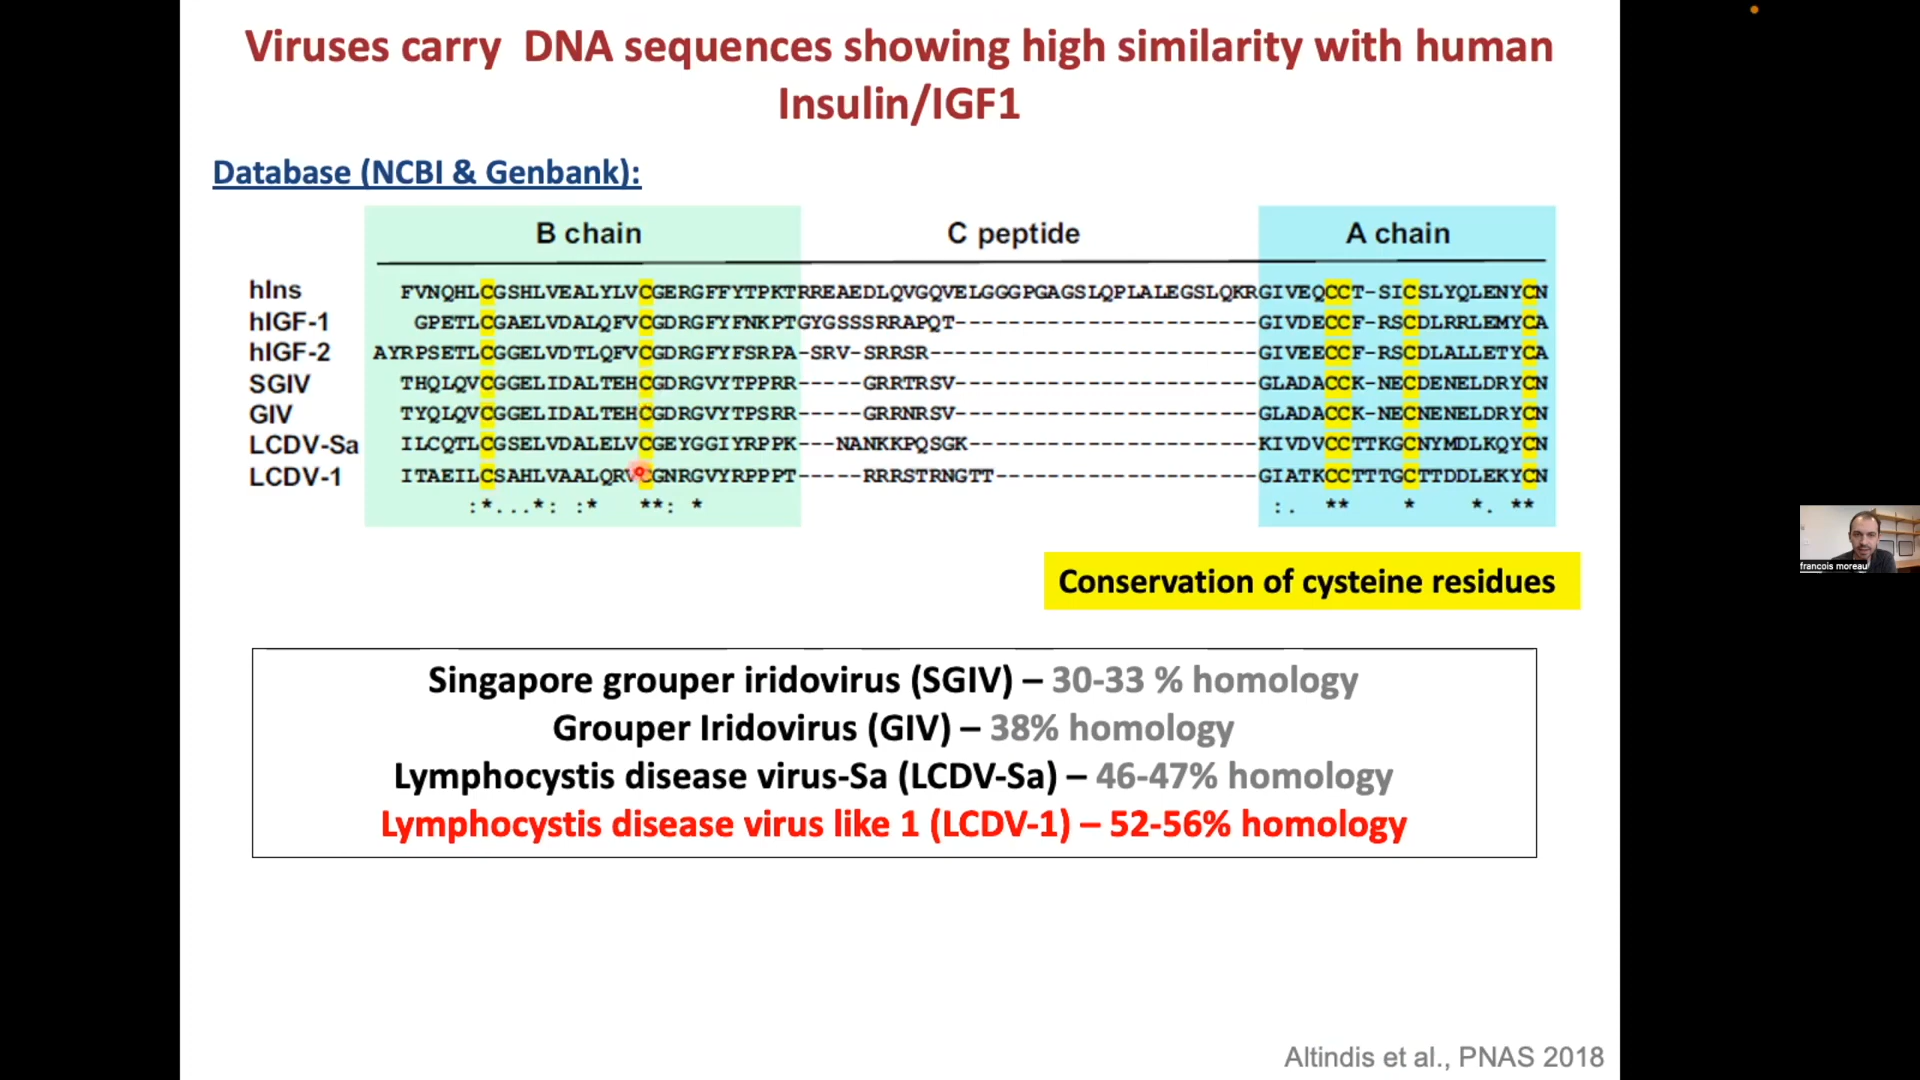 Viruses carry DNA sequences showing high similarity with human
Insulin/IGF1
Database (NCBI & Genbank):
B chain C peptide A chain
hIns FVNQHLCGSHLVEALYLVCGERGFFYTPKTRREAEDLQVGQVELGGGPGAGSLQPLALEGSLQKRGIVEQCCT-SICSLYQLENYCN
hIGF-1 GPETLCGAELVDALQFVCGDRGFYFNKPTGYGSSSRRAPQT-----------------------GIVDECCF-RSCDLRRLEMYCA
hIGF-2 AYRPSETLCGGELVDTLQFVCGDRGFYFSRPA-SRV-SRRSR-------------------------GIVEECCF-RSCDLALLETYCA
SGIV THQLQVCGGELIDALTEHCGDRGVYTPPRR-----GRRTRSV-----------------------GLADACCK-NECDENELDRYCN
GIV TYQLQVCGGELIDALTEHCGDRGVYTPSRR-----GRRNRSV-----------------------GLADACCK-NECNENELDRYCN
LCDV-Sa ILCQTLCGSELVDALELVCGEYGGIYRPPK---NANKKPQSGK----------------------KIVDVCCTTKGCNYMDLKQYCN
LCDV-1 ITAEILCSAHLVAALQRVCGNRGVYRPPPT-----RRRSTRNGTT--------------------GIATKCCTTTGCTTDDLEKYCN
:*...*: :* **: * :. ** * *. **
Conservation of cysteine residues
Singapore grouper iridovirus (SGIV) – 30-33 % homology
Grouper Iridovirus (GIV) – 38% homology
Lymphocystis disease virus-Sa (LCDV-Sa) – 46-47% homology
Lymphocystis disease virus like 1 (LCDV-1) – 52-56% homology
francois moreau
Altindis et al., PNAS 2018